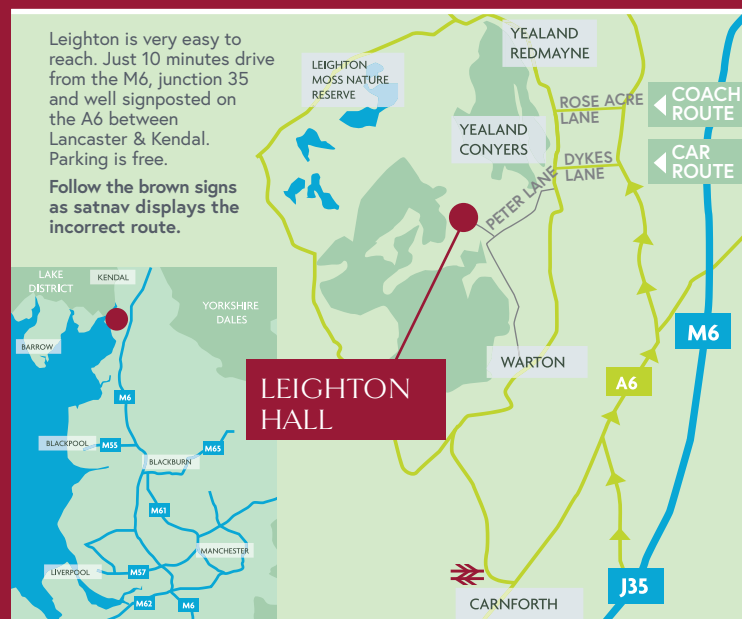 Leighton is very easy to
reach. Just 10 minutes drive
from the M6, junction 35
and well signposted on
the A6 between
Lancaster & Kendal.
Parking is free.
Follow the brown signs
as satnav displays the
incorrect route.
LEIGHTON
MOSS NATURE
RESERVE
YEALAND
REDMAYNE
ROSE ACRE
LANE
COACH
ROUTE
YEALAND
CONYERS
DYKES
LANE
CAR
ROUTE
PETER LANE
M6
WARTON
A6
LEIGHTON
HALL
J35
CARNFORTH
LAKE
DISTRICT
KENDAL
YORKSHIRE
DALES
BARROW
M6
BLACKPOOL
M55
M65
BLACKBURN
M61
MANCHESTER
LIVERPOOL
M57
M62
M6